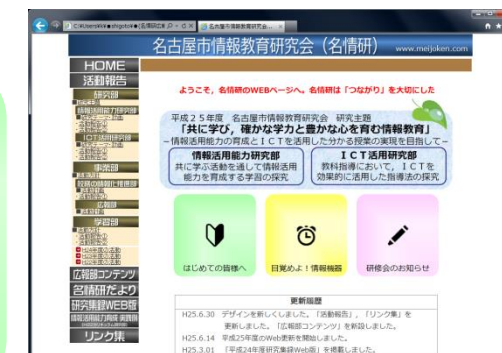 名古屋市情報教育研究会（名情研） www.meijoken.com
HOME
活動報告
研究部
情報活用能力研究部
ICT活用研究部
事業部
校務の情報化推進部
広報部
学習部
広報部コンテンツ
名情研だより
研究集録WEB版
リンク集
ようこそ，名情研のWEBページへ。名情研は「つながり」を大切にした
平成２５年度　名古屋市情報教育研究会　研究主題
「共に学び，確かな学力と豊かな心を育む情報教育」
－情報活用能力の育成とＩＣＴを活用した分かる授業の実現を目指して－
情報活用能力研究部
共に学ぶ活動を通して情報活用
能力を育成する学習の探究
ＩＣＴ活用研究部
教科指導において，ＩＣＴを
効果的に活用した指導法の探究
はじめての皆様へ
目覚めよ！情報機器
研修会のお知らせ
更新履歴
H25.6.30 デザインを新しくしました。「活動報告」，「リンク集」を
更新しました。「広報部コンテンツ」を新設しました。
H25.6.14 平成25年度のWeb更新を開始しました。
H25.3.01 「平成24年度研究集録Web版」を掲載しました。